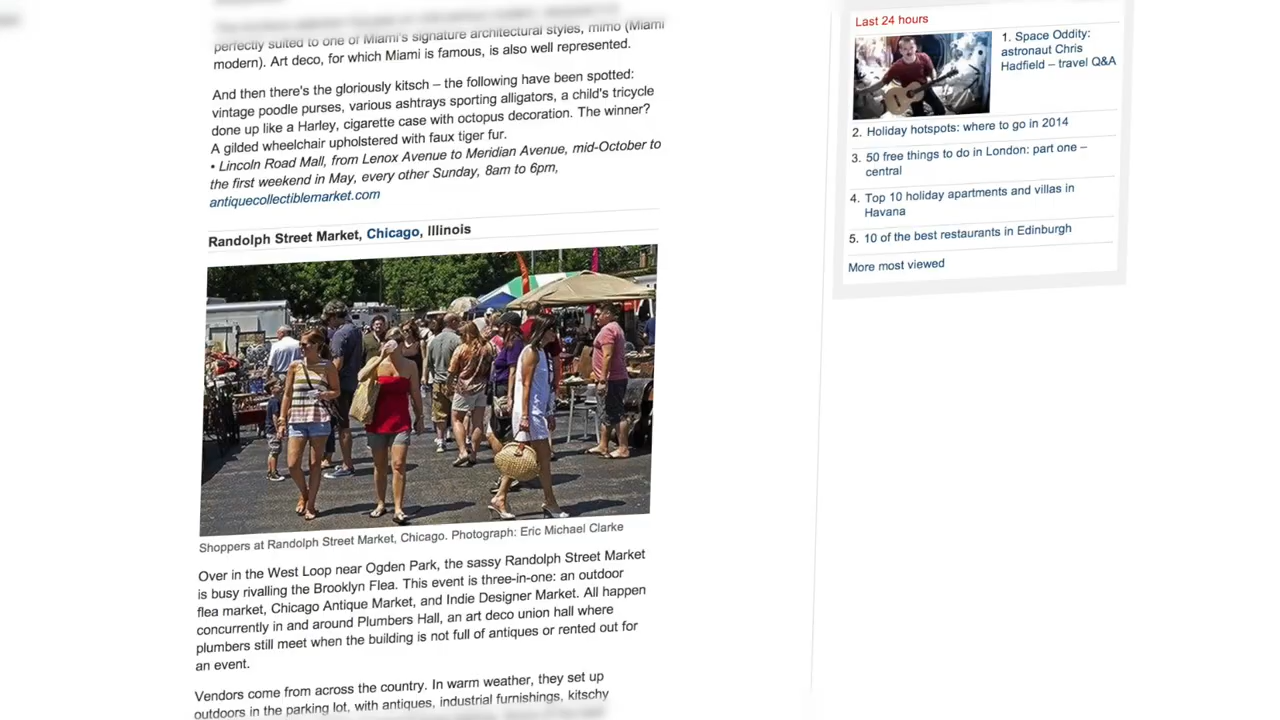 perfectly suited to one of Miami's signature architectural styles, mimo (Miami
modern). Art deco, for which Miami is famous, is also well represented.
And then there's the gloriously kitsch – the following have been spotted:
vintage poodle purses, various ashtrays sporting alligators, a child's tricycle
done up like a Harley, cigarette case with octopus decoration. The winner?
A gilded wheelchair upholstered with faux tiger fur.
• Lincoln Road Mall, from Lenox Avenue to Meridian Avenue, mid-October to
the first weekend in May, every other Sunday, 8am to 6pm,
antiquecollectiblemarket.com
Randolph Street Market, Chicago, Illinois
Shoppers at Randolph Street Market, Chicago. Photograph: Eric Michael Clarke
Over in the West Loop near Ogden Park, the sassy Randolph Street Market
is busy rivalling the Brooklyn Flea. This event is three-in-one: an outdoor
flea market, Chicago Antique Market, and Indie Designer Market. All happen
concurrently in and around Plumbers Hall, an art deco union hall where
plumbers still meet when the building is not full of antiques or rented out for
an event.
Vendors come from across the country. In warm weather, they set up
outdoors in the parking lot, with antiques, industrial furnishings, kitschy
Last 24 hours
1. Space Oddity:
astronaut Chris
Hadfield – travel Q&A
2. Holiday hotspots: where to go in 2014
3. 50 free things to do in London: part one –
central
4. Top 10 holiday apartments and villas in
Havana
5. 10 of the best restaurants in Edinburgh
More most viewed